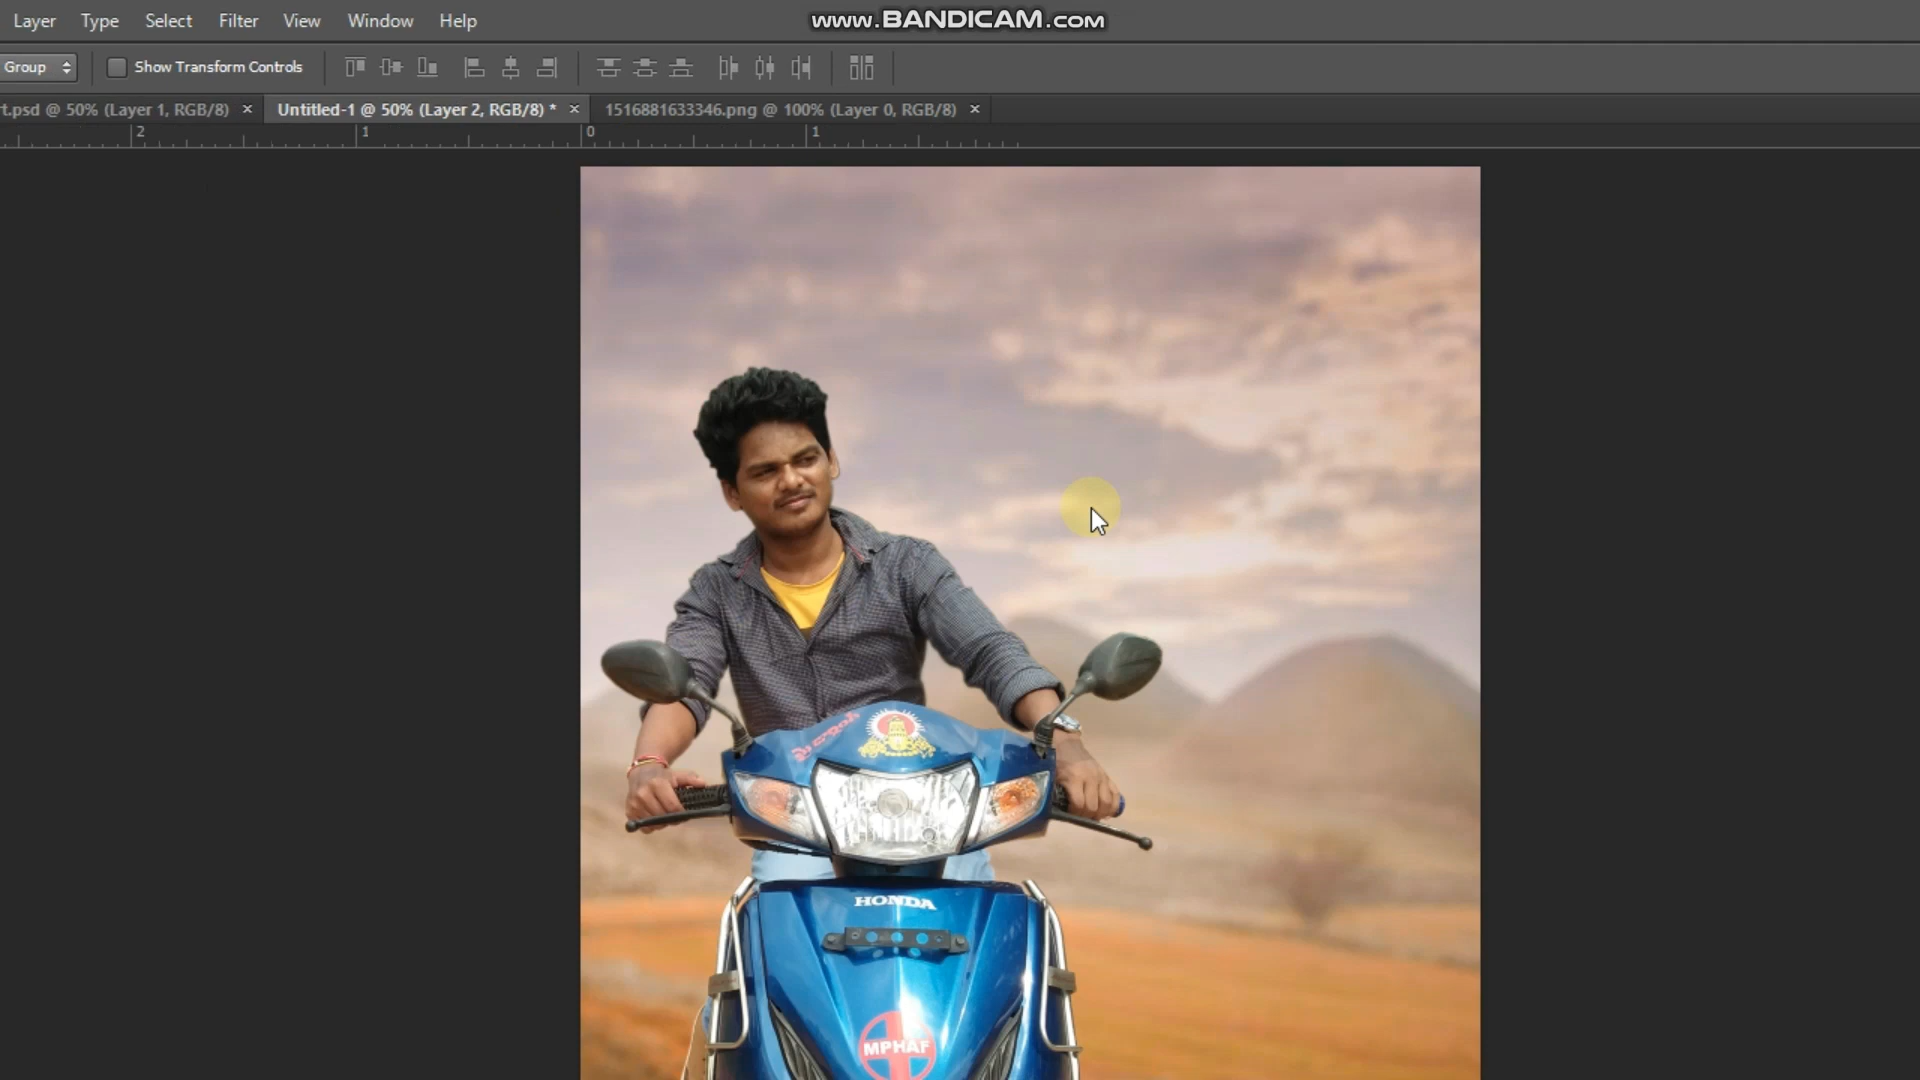 Layer Type Select Filter View Window Help
www.BANDICAM.com
Group Show Transform Controls
t.psd @ 50% (Layer 1, RGB/8) × Untitled-1 @ 50% (Layer 2, RGB/8) * × 1516881633346.png @ 100% (Layer 0, RGB/8) ×
2 1 0 1
HONDA
MPHAF